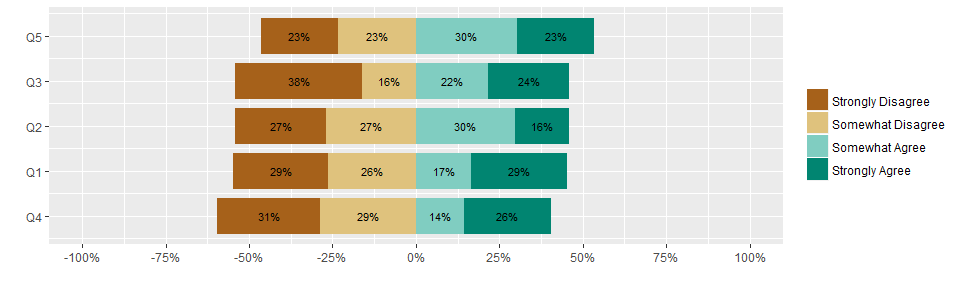 Q5 23% 23% 30% 23%
Q3 38% 16% 22% 24%
Q2 27% 27% 30% 16%
Q1 29% 26% 17% 29%
Q4 31% 29% 14% 26%
-100% -75% -50% -25% 0% 25% 50% 75% 100%
Strongly Disagree
Somewhat Disagree
Somewhat Agree
Strongly Agree